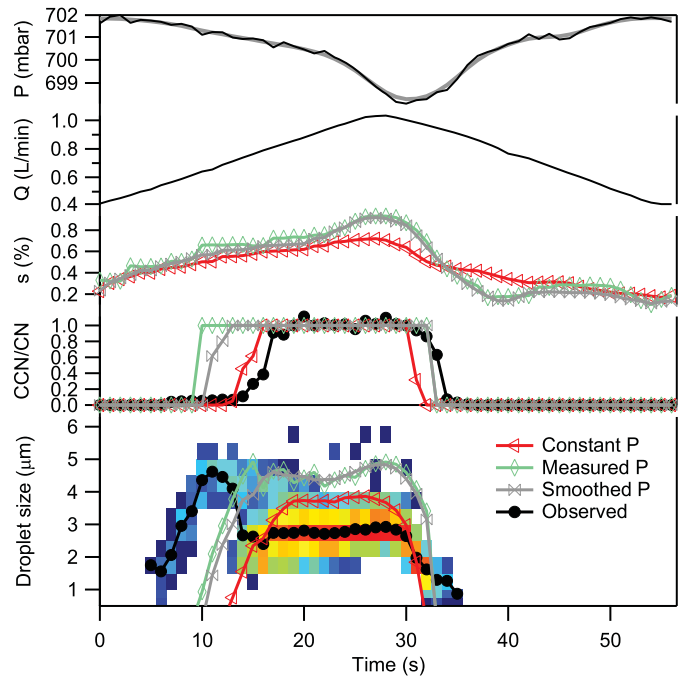 702
701
700
699
P (mbar)
1.0
0.8
0.6
0.4
Q (L/min)
0.8
0.6
0.4
0.2
s (%)
1.0
0.8
0.6
0.4
0.2
0.0
CCN/CN
6
5
4
3
2
1
Droplet size (μm)
Constant P
Measured P
Smoothed P
Observed
0 10 20 30 40 50
Time (s)